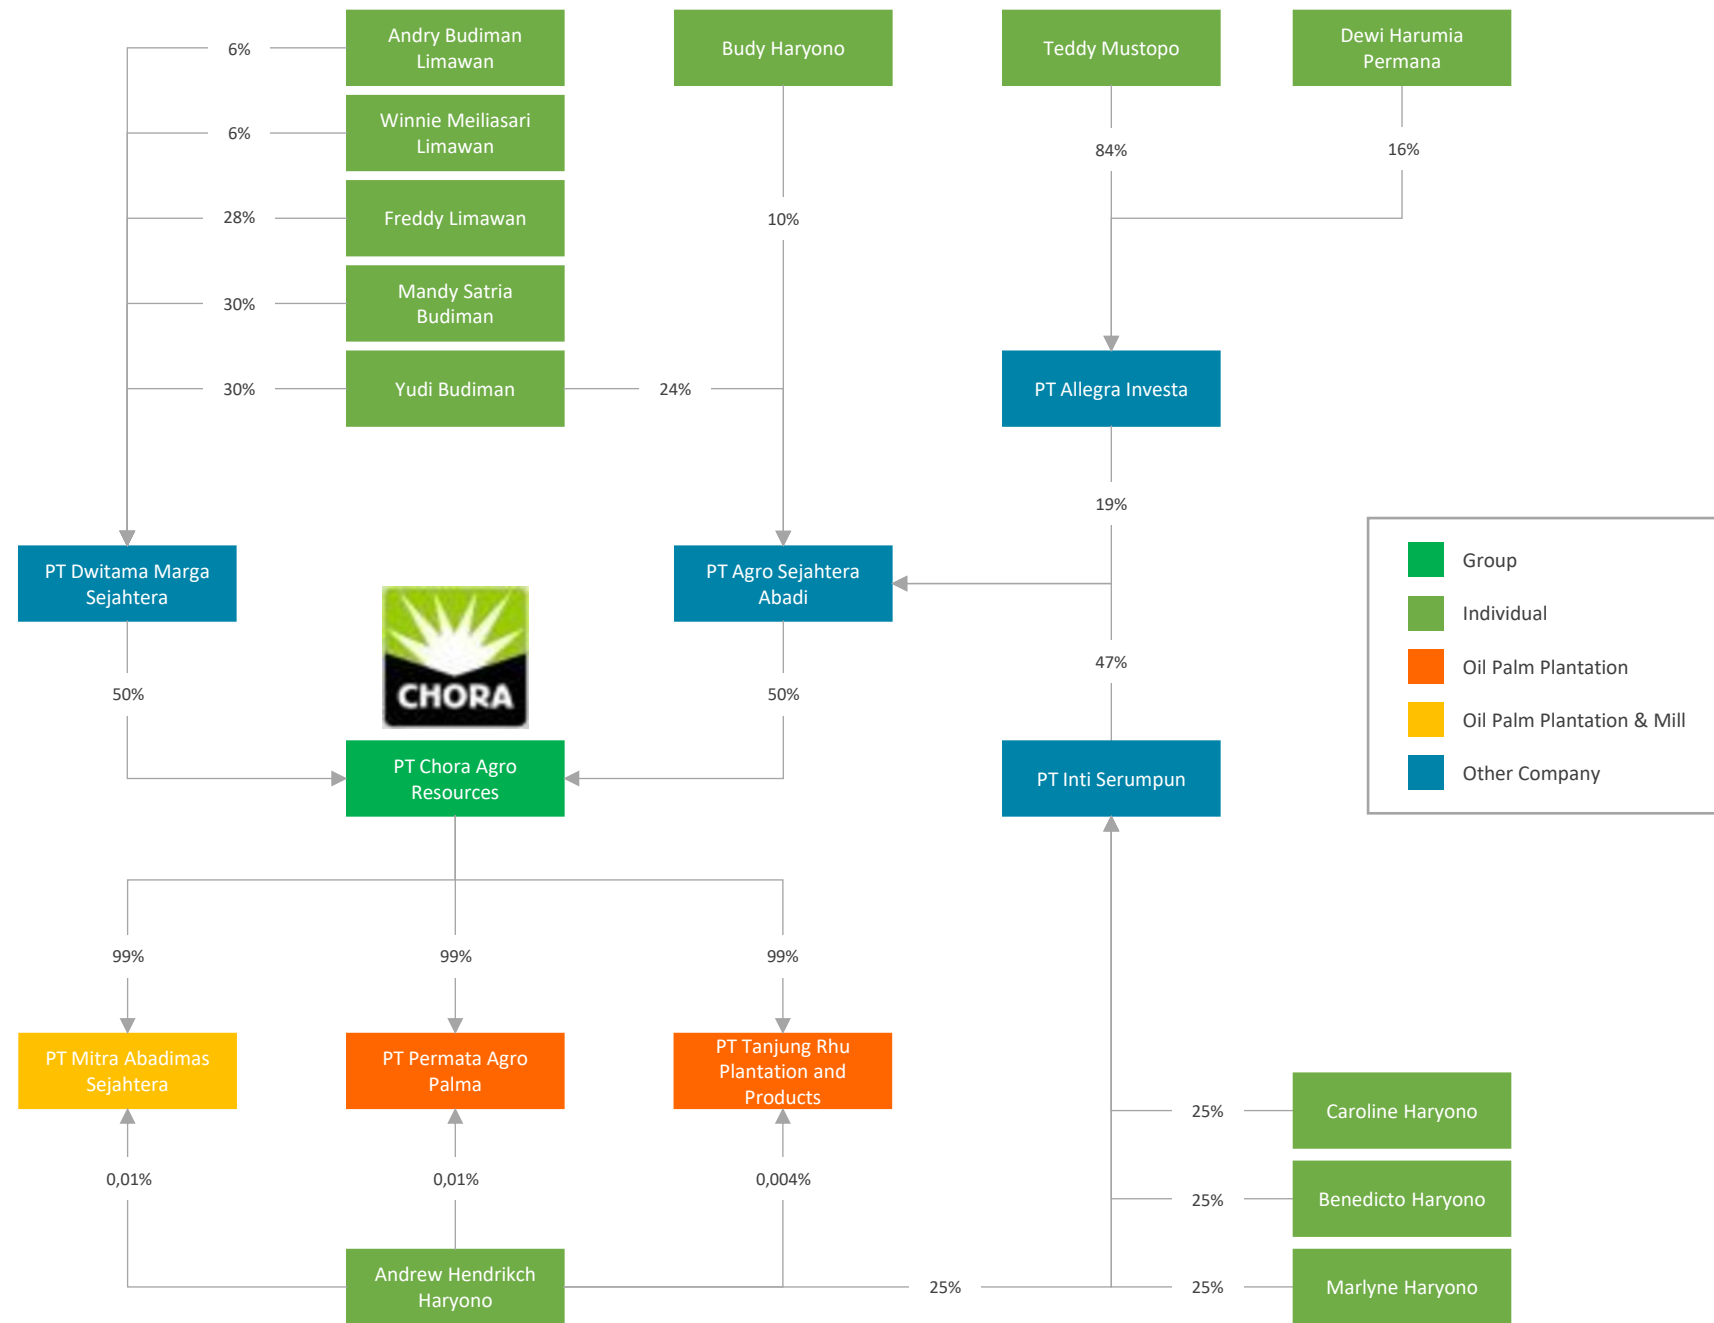 Andry Budiman
Limawan
Budy Haryono
Teddy Mustopo
Dewi Harumia
Permana
6%
Winnie Meiliasari
Limawan
6%
84%
16%
Freddy Limawan
28%
10%
Mandy Satria
Budiman
30%
Yudi Budiman
30%
24%
PT Allegra Investa
19%
PT Dwitama Marga
Sejahtera
PT Agro Sejahtera
Abadi
Group
Individual
Oil Palm Plantation
Oil Palm Plantation & Mill
Other Company
CHORA
50%
50%
47%
PT Chora Agro
Resources
PT Inti Serumpun
99%
99%
99%
PT Mitra Abadimas
Sejahtera
PT Permata Agro
Palma
PT Tanjung Rhu
Plantation and
Products
25%
Caroline Haryono
0,01%
0,01%
0,004%
25%
Benedicto Haryono
Andrew Hendrikch
Haryono
25%
25%
Marlyne Haryono